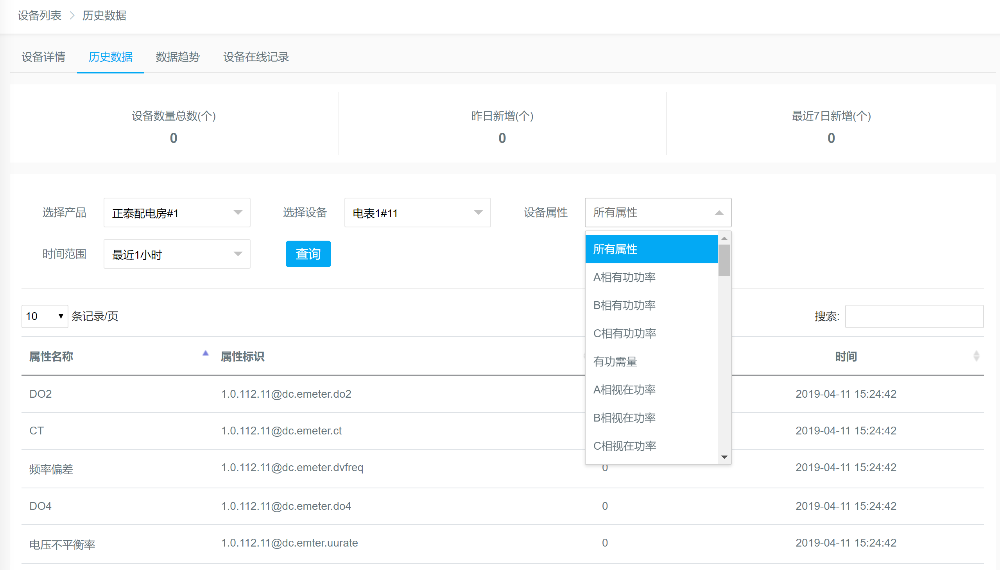 设备列表 > 历史数据
设备详情 历史数据 数据趋势 设备在线记录
设备数量总数(个) 昨日新增(个) 最近7日新增(个)
0 0 0
选择产品 正泰配电房#1 选择设备 电表1#11 设备属性 所有属性
时间范围 最近1小时 查询
所有属性
A相有功功率
B相有功功率
C相有功功率
有功需量
A相视在功率
B相视在功率
C相视在功率
10 条记录/页 搜索:
属性名称 属性标识 时间
DO2 1.0.112.11@dc.emeter.do2 2019-04-11 15:24:42
CT 1.0.112.11@dc.emeter.ct 2019-04-11 15:24:42
频率偏差 1.0.112.11@dc.emeter.dvfreq 0 2019-04-11 15:24:42
DO4 1.0.112.11@dc.emeter.do4 0 2019-04-11 15:24:42
电压不平衡率 1.0.112.11@dc.emter.uurate 0 2019-04-11 15:24:42